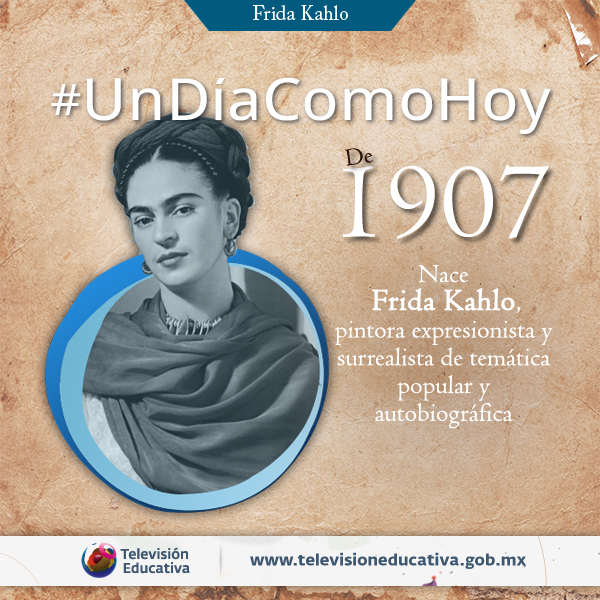 Frida Kahlo
#UnDíaComoHoy
De
1907
Nace
Frida Kahlo,
pintora expresionista y
surrealista de temática
popular y
autobiográfica
Televisión
Educativa
www.televisioneducativa.gob.mx